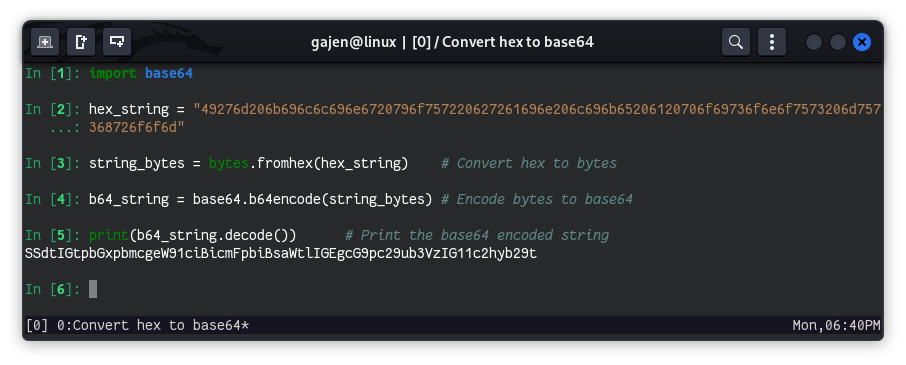 gajen@linux | [0] / Convert hex to base64
In [1]: import base64
In [2]: hex_string = "49276d206b696c6c696e6720796f757220627261696e206c696b65206120706f69736f6e6f7573206d757
...: 368726f6f6d"
In [3]: string_bytes = bytes.fromhex(hex_string) # Convert hex to bytes
In [4]: b64_string = base64.b64encode(string_bytes) # Encode bytes to base64
In [5]: print(b64_string.decode()) # Print the base64 encoded string
SSdtIGtpbGxpbmcgeW91ciBicmFpbiBsaWtlIGEgcG9pc29ub3VzIG11c2hyb29t
In [6]:
[0] 0:Convert hex to base64* Mon,06:40PM